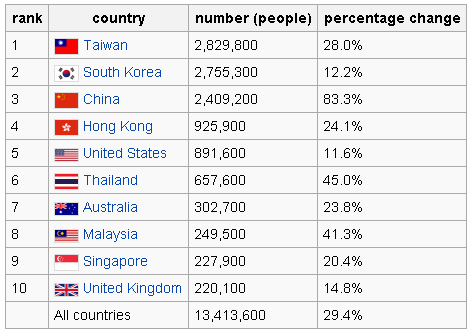 rank country number (people) percentage change
1 Taiwan 2,829,800 28.0%
2 South Korea 2,755,300 12.2%
3 China 2,409,200 83.3%
4 Hong Kong 925,900 24.1%
5 United States 891,600 11.6%
6 Thailand 657,600 45.0%
7 Australia 302,700 23.8%
8 Malaysia 249,500 41.3%
9 Singapore 227,900 20.4%
10 United Kingdom 220,100 14.8%
All countries 13,413,600 29.4%